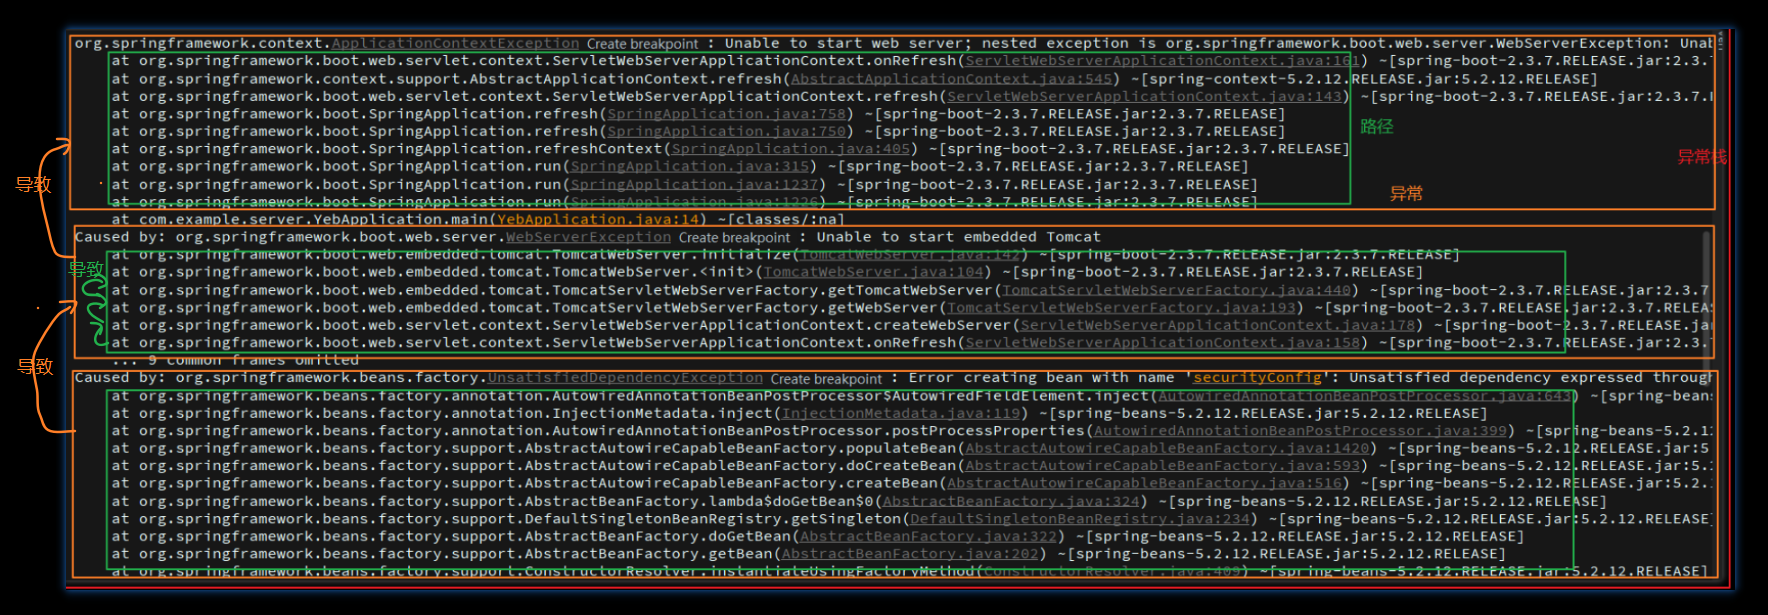 org.springframework.context.ApplicationContextException Create breakpoint : Unable to start web server; nested exception is org.springframework.boot.web.server.WebServerException: Unab
at org.springframework.boot.web.servlet.context.ServletWebServerApplicationContext.onRefresh(ServletWebServerApplicationContext.java:161) ~[spring-boot-2.3.7.RELEASE.jar:2.3.7
at org.springframework.context.support.AbstractApplicationContext.refresh(AbstractApplicationContext.java:545) ~[spring-context-5.2.12.RELEASE.jar:5.2.12.RELEASE]
at org.springframework.boot.web.servlet.context.ServletWebServerApplicationContext.refresh(ServletWebServerApplicationContext.java:143) ~[spring-boot-2.3.7.RELEASE.jar:2.3.7.
at org.springframework.boot.SpringApplication.refresh(SpringApplication.java:758) ~[spring-boot-2.3.7.RELEASE.jar:2.3.7.RELEASE]
路径
at org.springframework.boot.SpringApplication.refresh(SpringApplication.java:750) ~[spring-boot-2.3.7.RELEASE.jar:2.3.7.RELEASE]
at org.springframework.boot.SpringApplication.refreshContext(SpringApplication.java:405) ~[spring-boot-2.3.7.RELEASE.jar:2.3.7.RELEASE]
异常栈
at org.springframework.boot.SpringApplication.run(SpringApplication.java:315) ~[spring-boot-2.3.7.RELEASE.jar:2.3.7.RELEASE]
导致
at org.springframework.boot.SpringApplication.run(SpringApplication.java:1237) ~[spring-boot-2.3.7.RELEASE.jar:2.3.7.RELEASE]
异常
at org.springframework.boot.SpringApplication.run(SpringApplication.java:1226) ~[spring-boot-2.3.7.RELEASE.jar:2.3.7.RELEASE]
at com.example.server.YebApplication.main(YebApplication.java:14) ~[classes/:na]
Caused by: org.springframework.boot.web.server.WebServerException Create breakpoint : Unable to start embedded Tomcat
at org.springframework.boot.web.embedded.tomcat.TomcatWebServer.initialize(TomcatWebServer.java:142) ~[spring-boot-2.3.7.RELEASE.jar:2.3.7.RELEASE]
导致
at org.springframework.boot.web.embedded.tomcat.TomcatWebServer.<init>(TomcatWebServer.java:104) ~[spring-boot-2.3.7.RELEASE.jar:2.3.7.RELEASE]
at org.springframework.boot.web.embedded.tomcat.TomcatServletWebServerFactory.getTomcatWebServer(TomcatServletWebServerFactory.java:440) ~[spring-boot-2.3.7.RELEASE.jar:2.3.7
at org.springframework.boot.web.embedded.tomcat.TomcatServletWebServerFactory.getWebServer(TomcatServletWebServerFactory.java:193) ~[spring-boot-2.3.7.RELEASE.jar:2.3.7.RELEA
at org.springframework.boot.web.servlet.context.ServletWebServerApplicationContext.createWebServer(ServletWebServerApplicationContext.java:178) ~[spring-boot-2.3.7.RELEASE.ja
at org.springframework.boot.web.servlet.context.ServletWebServerApplicationContext.onRefresh(ServletWebServerApplicationContext.java:158) ~[spring-boot-2.3.7.RELEASE.jar:2.3.7
... 9 common frames omitted
导致
Caused by: org.springframework.beans.factory.UnsatisfiedDependencyException Create breakpoint : Error creating bean with name 'securityConfig': Unsatisfied dependency expressed throug
at org.springframework.beans.factory.annotation.AutowiredAnnotationBeanPostProcessor$AutowiredFieldElement.inject(AutowiredAnnotationBeanPostProcessor.java:643) ~[spring-beans
at org.springframework.beans.factory.annotation.InjectionMetadata.inject(InjectionMetadata.java:119) ~[spring-beans-5.2.12.RELEASE.jar:5.2.12.RELEASE]
at org.springframework.beans.factory.annotation.AutowiredAnnotationBeanPostProcessor.postProcessProperties(AutowiredAnnotationBeanPostProcessor.java:399) ~[spring-beans-5.2.12
at org.springframework.beans.factory.support.AbstractAutowireCapableBeanFactory.populateBean(AbstractAutowireCapableBeanFactory.java:1420) ~[spring-beans-5.2.12.RELEASE.jar:5
at org.springframework.beans.factory.support.AbstractAutowireCapableBeanFactory.doCreateBean(AbstractAutowireCapableBeanFactory.java:593) ~[spring-beans-5.2.12.RELEASE.jar:5.
at org.springframework.beans.factory.support.AbstractAutowireCapableBeanFactory.createBean(AbstractAutowireCapableBeanFactory.java:516) ~[spring-beans-5.2.12.RELEASE.jar:5.2.
at org.springframework.beans.factory.support.AbstractBeanFactory.lambda$doGetBean$0(AbstractBeanFactory.java:324) ~[spring-beans-5.2.12.RELEASE.jar:5.2.12.RELEASE]
at org.springframework.beans.factory.support.DefaultSingletonBeanRegistry.getSingleton(DefaultSingletonBeanRegistry.java:234) ~[spring-beans-5.2.12.RELEASE.jar:5.2.12.RELEASE]
at org.springframework.beans.factory.support.AbstractBeanFactory.doGetBean(AbstractBeanFactory.java:322) ~[spring-beans-5.2.12.RELEASE.jar:5.2.12.RELEASE]
at org.springframework.beans.factory.support.AbstractBeanFactory.getBean(AbstractBeanFactory.java:202) ~[spring-beans-5.2.12.RELEASE.jar:5.2.12.RELEASE]
at org.springframework.beans.factory.support.ConstructorResolver.instantiateUsingFactoryMethod(ConstructorResolver.java:409) ~[spring-beans-5.2.12.RELEASE.jar:5.2.12.RELEASE]